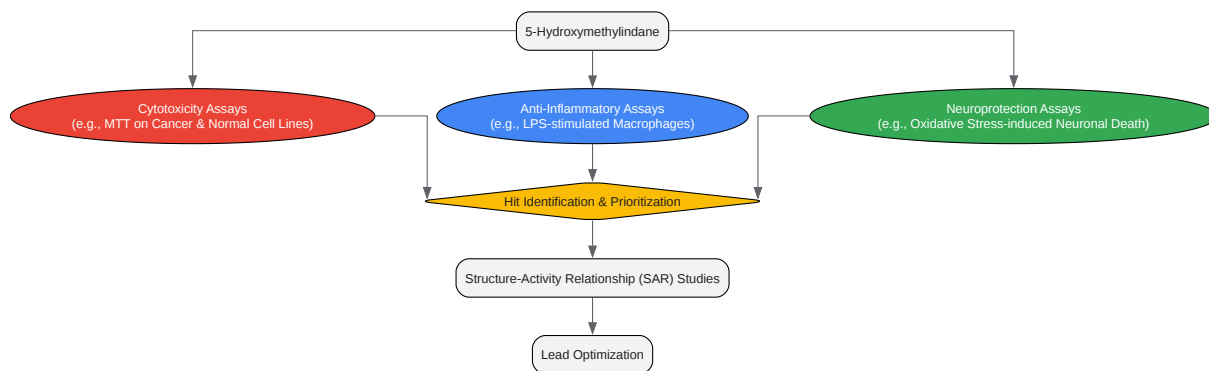 5-Hydroxymethylindane
Cytotoxicity Assays
(e.g., MTT on Cancer & Normal Cell Lines)
Anti-Inflammatory Assays
(e.g., LPS-stimulated Macrophages)
Neuroprotection Assays
(e.g., Oxidative Stress-induced Neuronal Death)
Hit Identification & Prioritization
Structure-Activity Relationship (SAR) Studies
Lead Optimization